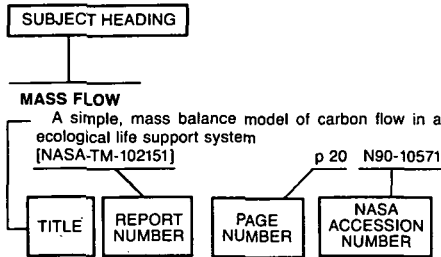 SUBJECT HEADING
MASS FLOW
A simple, mass balance model of carbon flow in a
ecological life support system
[NASA-TM-102151] p 20 N90-10571
TITLE REPORT NUMBER PAGE NUMBER NASA ACCESSION NUMBER